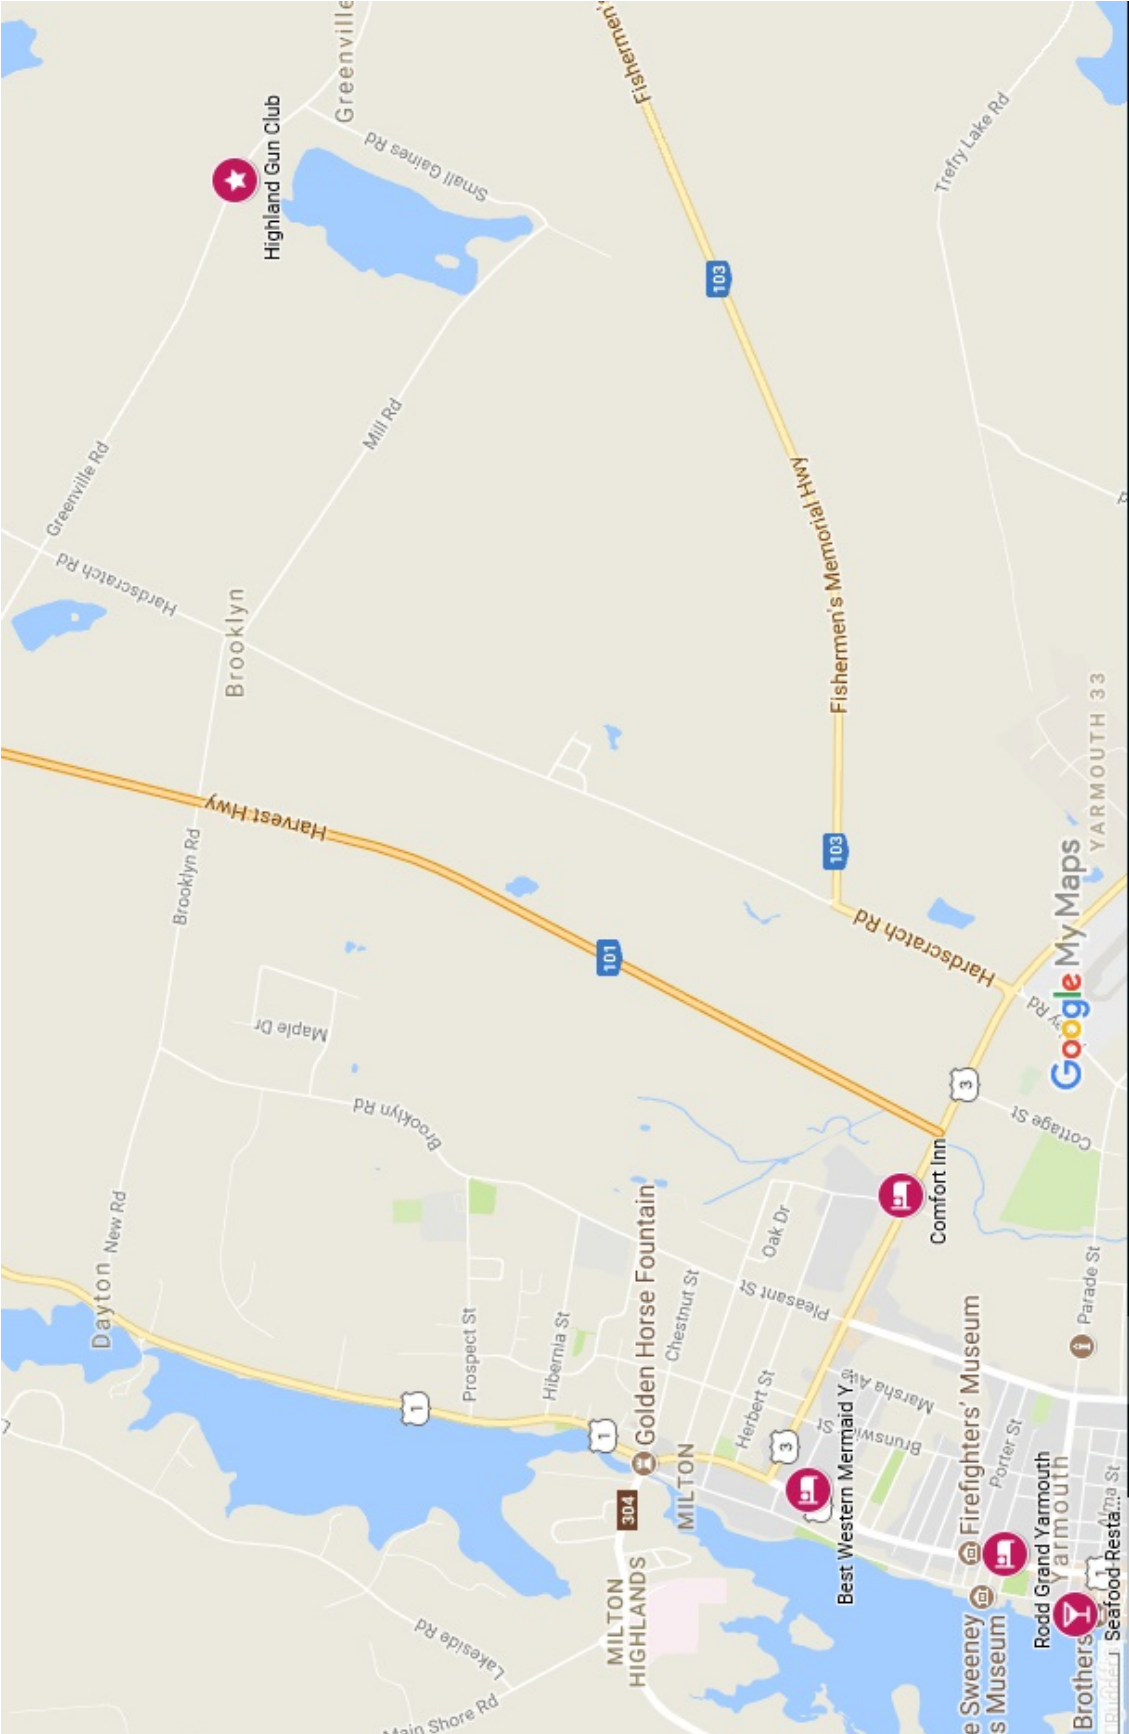 Greenville
Highland Gun Club
Small Gaines Rd
Fishermen's
Trefry Lake Rd
103
Mill Rd
Greenville Rd
Hardscratch Rd
Brooklyn
Fishermen's Memorial Hwy
YARMOUTH 33
Harvest Hwy
Brooklyn Rd
103
Hardscratch Rd
101
Google My Maps
Maple Dr
Brooklyn Rd
3
Cottage St
Comfort Inn
New Rd
Dayton
Oak Dr
Pleasant St
Parade St
Prospect St
Hibernia St
Chestnut St
Golden Horse Fountain
Herbert St
Marsha Ave
Brunswick St
Firefighters' Museum
Porter St
1
1
3
MILTON
304
Best Western Mermaid Y...
Rodd Grand Yarmouth
Yarmouth
Alma St
1
MILTON
HIGHLANDS
Lakeside Rd
Main Shore Rd
e Sweeney
s Museum
Brothers
Seafood Resta...